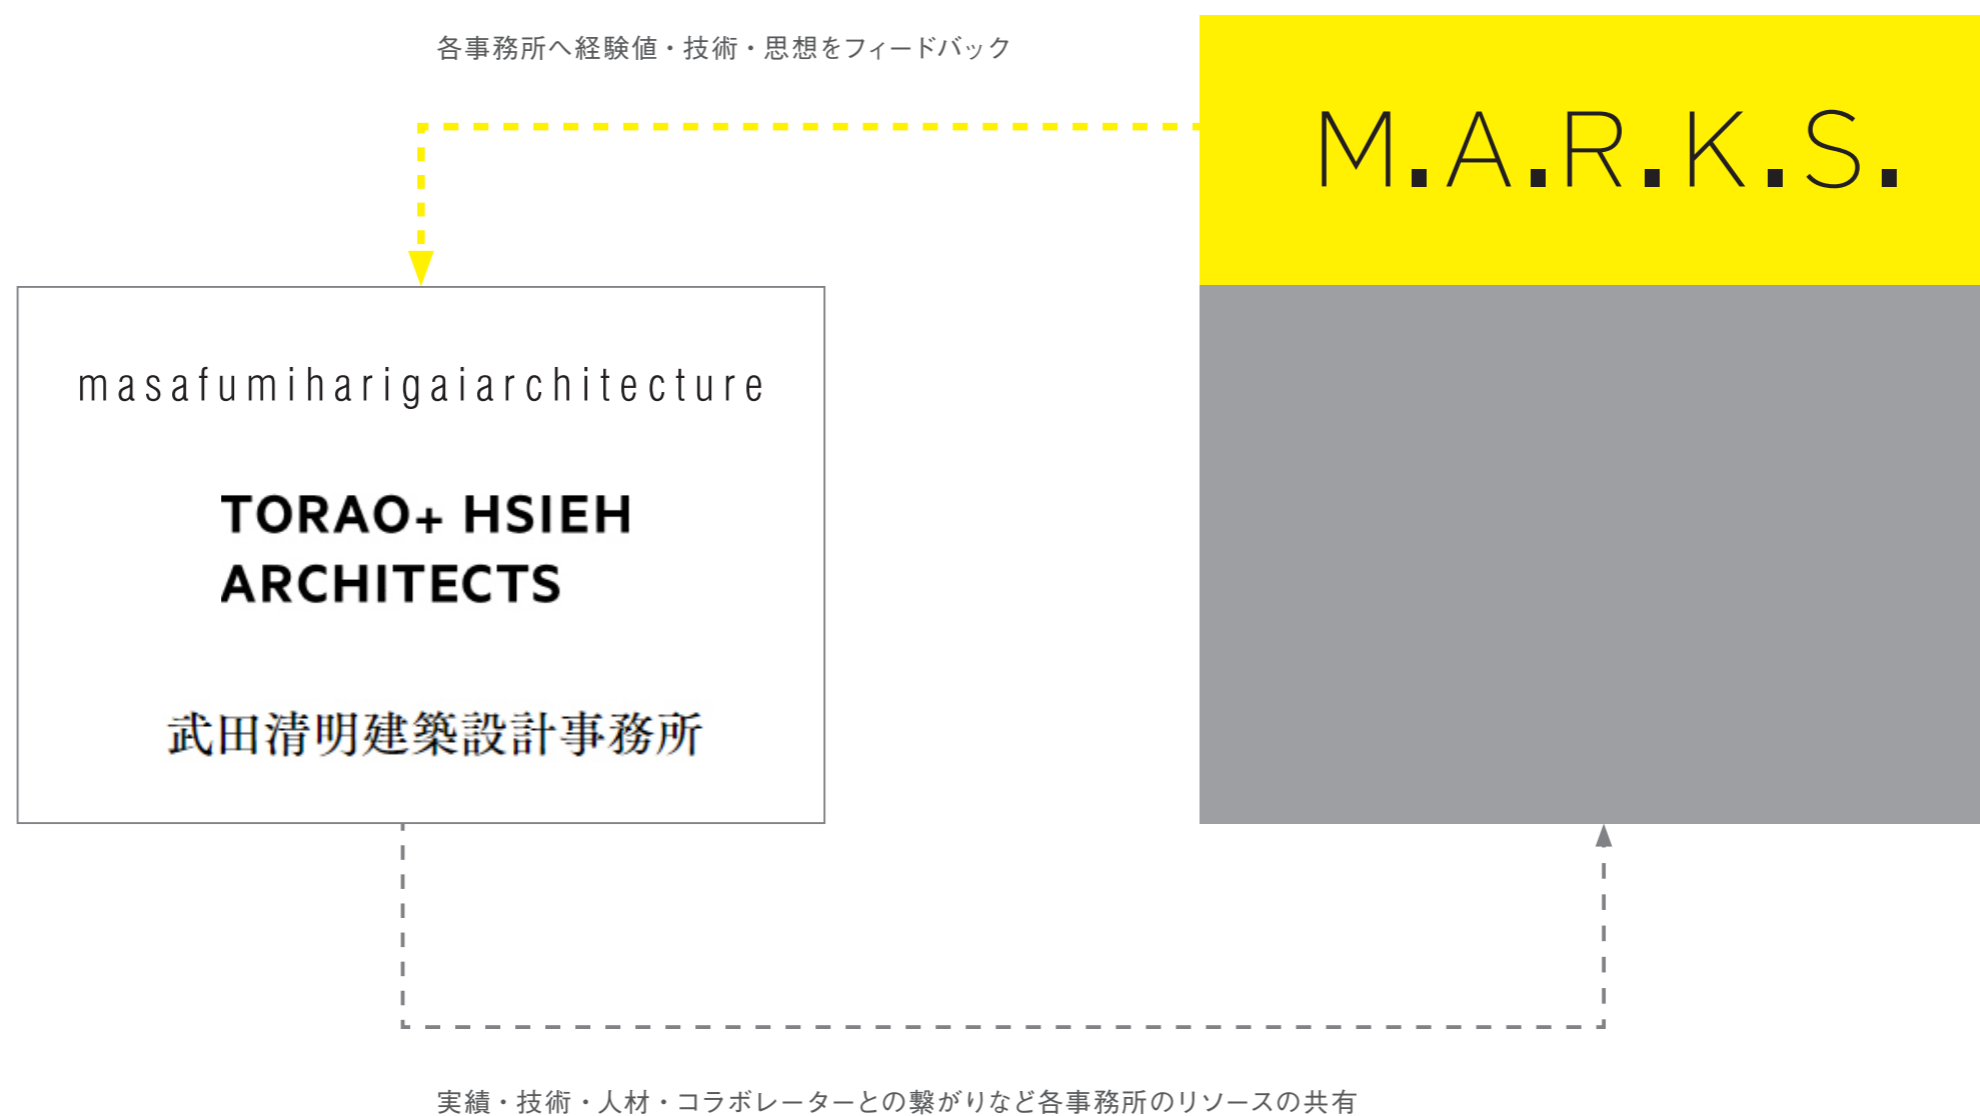 各事務所へ経験値・技術・思想をフィードバック
M.A.R.K.S.
masafumiharigaiarchitecture
TORAO+ HSIEH
ARCHITECTS
武田清明建築設計事務所
実績・技術・人材・コラボレーターとの繋がりなど各事務所のリソースの共有